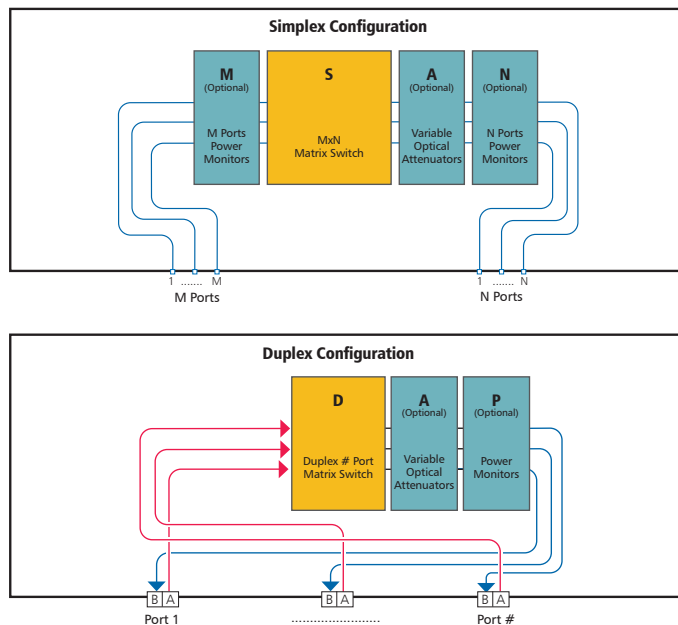 Simplex Configuration
M
(Optional)
M Ports
Power
Monitors
S
MxN
Matrix Switch
A
(Optional)
Variable
Optical
Attenuators
N
(Optional)
N Ports
Power
Monitors
1 ....... M
M Ports
1 ....... N
N Ports
Duplex Configuration
D
Duplex # Port
Matrix Switch
A
(Optional)
Variable
Optical
Attenuators
P
(Optional)
Power
Monitors
B A
B A
B A
Port 1 ........................ Port #